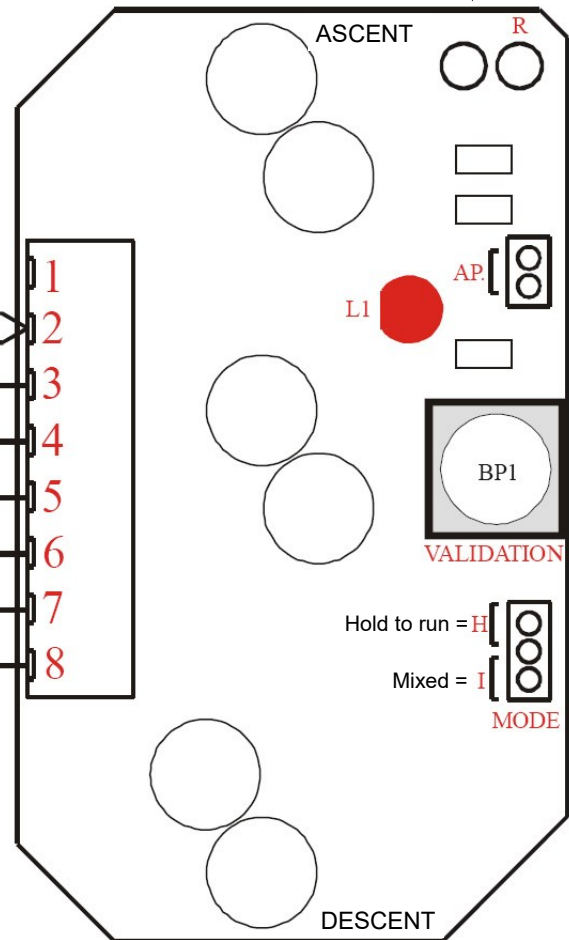 ASCENT
R
1
AP.
L1
2
3
4
5
BP1
6
VALIDATION
7
Hold to run = H
8
Mixed = I
MODE
DESCENT